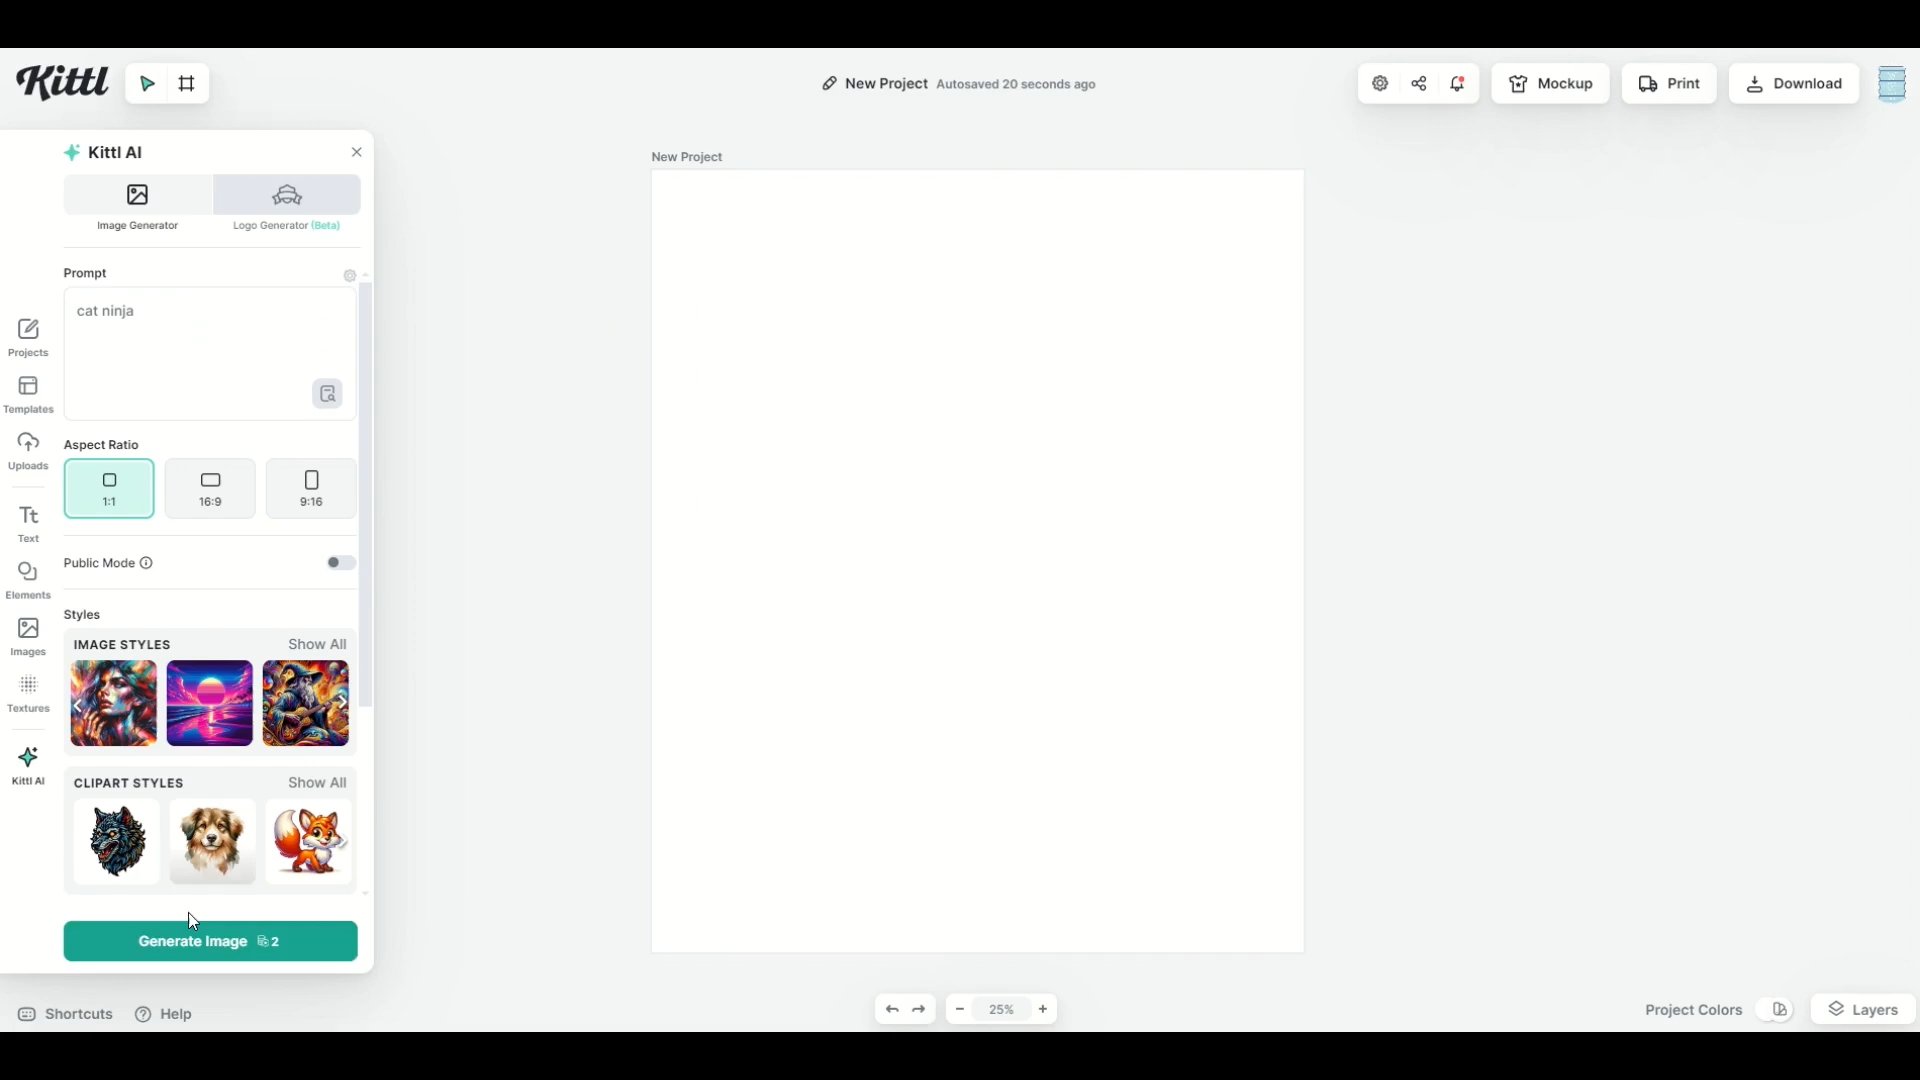 Kittl
New Project Autosaved 20 seconds ago
Mockup
Print
Download
Kittl AI
Image Generator
Logo Generator (Beta)
New Project
Prompt
cat ninja
Projects
Templates
Uploads
Text
Elements
Images
Textures
Kittl AI
Aspect Ratio
1:1
16:9
9:16
Public Mode
Styles
IMAGE STYLES Show All
CLIPART STYLES Show All
Generate Image 2
Shortcuts
Help
25%
Project Colors
Layers